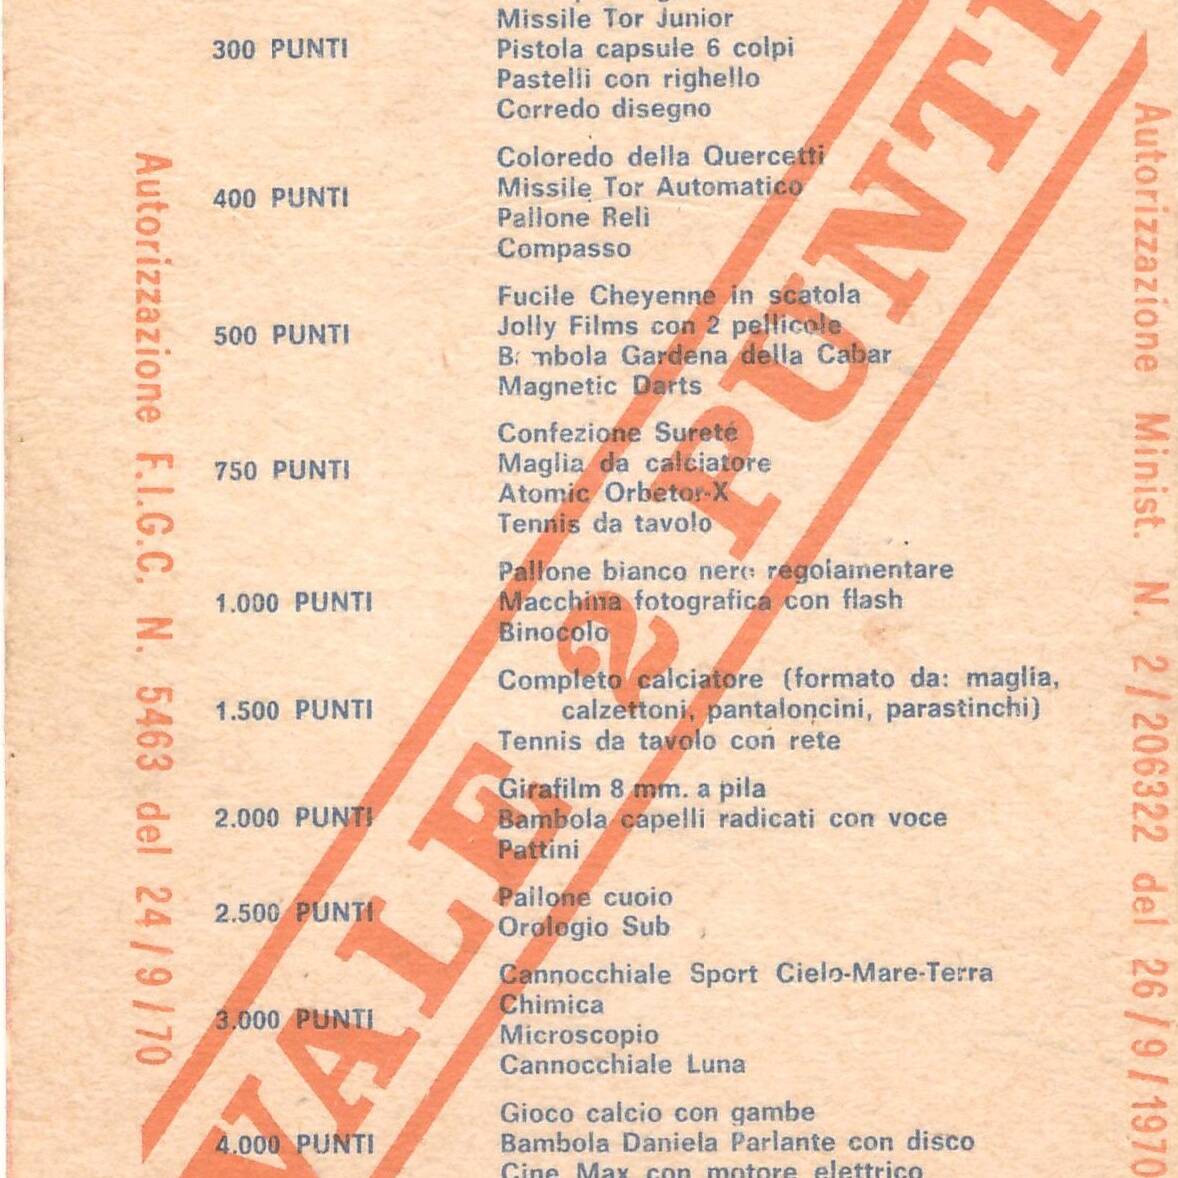 Missile Tor Junior
300 PUNTI
Pistola capsule 6 colpi
Pastelli con righello
Corredo disegno
Coloredo della Quercetti
400 PUNTI
Missile Tor Automatico
Pallone Reli
Compasso
Fucile Cheyenne in scatola
500 PUNTI
Jolly Films con 2 pellicole
Bambola Gardena della Cabar
Magnetic Darts
Confezione Sureté
750 PUNTI
Maglia da calciatore
Atomic Orbetor-X
Tennis da tavolo
Pallone bianco nero regolamentare
1.000 PUNTI
Macchina fotografica con flash
Binocolo
Completo calciatore (formato da: maglia,
1.500 PUNTI
calzettoni, pantaloncini, parastinchi)
Tennis da tavolo con rete
Girafilm 8 mm. a pila
2.000 PUNTI
Bambola capelli radicati con voce
Pattini
Pallone cuoio
2.500 PUNTI
Orologio Sub
Cannocchiale Sport Cielo-Mare-Terra
3.000 PUNTI
Chimica
Microscopio
Cannocchiale Luna
Gioco calcio con gambe
4.000 PUNTI
Bambola Daniela Parlante con disco
Cine Max con motore elettrico
VALE 2 PUNTI
Autorizzazione F.I.G.C. N. 5463 del 24/9/70
Autorizzazione Minist. N. 2/206322 del 26/9/1970